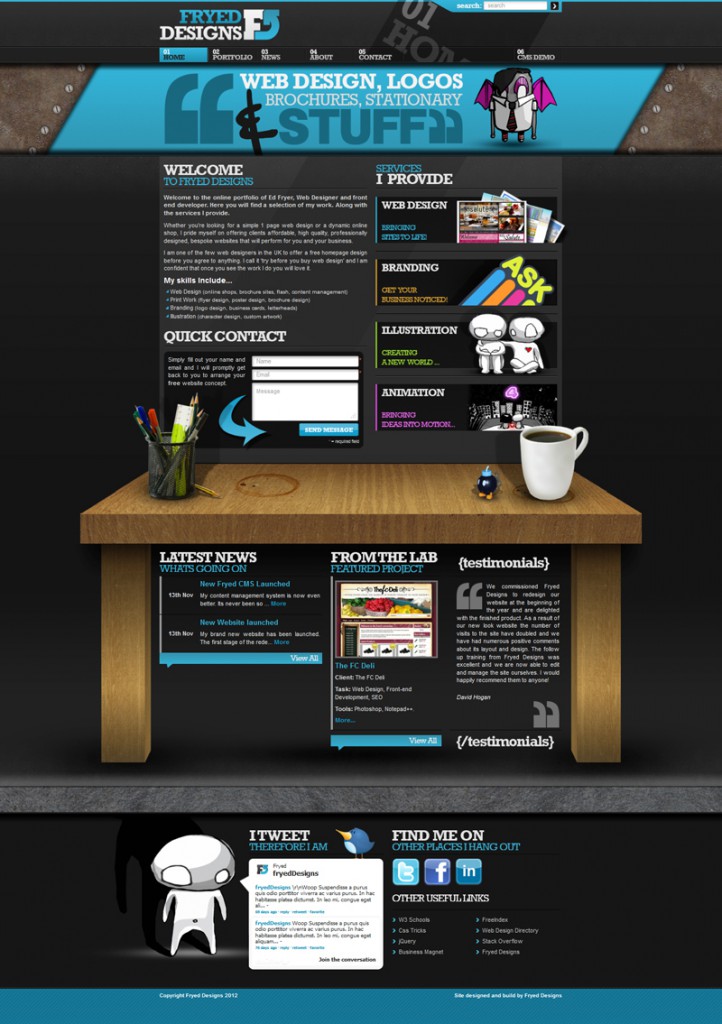 FRYED
DESIGNS
search:
search
01
HOM
01
HOME
02
PORTFOLIO
03
NEWS
04
ABOUT
05
CONTACT
06
CMS DEMO
WEB DESIGN, LOGOS
BROCHURES, STATIONARY
& STUFF
WELCOME
TO FRYED DESIGNS
Welcome to the online portfolio of Ed Fryer, Web Designer and front
end developer. Here you will find a selection of my work. Along with
the services I provide.
Whether you're looking for a simple 1 page web design or a dynamic online
shop, I pride myself on offering clients affordable, high quality, professionally
designed, bespoke websites that will perform for you and your business.
I am one of the few web designers in the UK to offer a free homepage design
before you agree to anything. I call it 'try before you buy web design' and I am
confident that once you see the work I do you will love it.
My skills include...
Web Design (online shops, brochure sites, flash, content management)
Print Work (flyer design, poster design, brochure design)
Branding (logo design, business cards, letterheads)
Illustration (character design, custom artwork)
QUICK CONTACT
Simply fill out your name
and email and I will promptly get
back to you to arrange your
free website concept.
Name
Email
Message
SEND MESSAGE
* = required field
SERVICES
I PROVIDE
WEB DESIGN
BRINGING
SITES TO LIFE!
BRANDING
GET YOUR
BUSINESS NOTICED!
ASK
ILLUSTRATION
CREATING
A NEW WORLD ...
ANIMATION
BRINGING
IDEAS INTO MOTION...
LATEST NEWS
WHATS GOING ON
New Fryed CMS Launched
13th Nov
My content management system is now even
better. Its never been so ... More
New Website launched
13th Nov
My brand new website has been launched.
The first stage of the rede... More
View All
FROM THE LAB
FEATURED PROJECT
The FC Deli
The FC Deli
Client: The FC Deli
Task: Web Design, Front-end
Development, SEO
Tools: Photoshop, Notepad++.
More...
View All
{testimonials}
We commissioned Fryed
Designs to redesign our
website at the beginning of
the year and are delighted
with the finished product. As a result of
our new look website the number of
visits to the site have doubled and we
have had numerous positive comments
about its layout and design. The follow
up training from Fryed Designs was
excellent and we are now able to edit
and manage the site ourselves. I would
happily recommend them to anyone!
David Hogan
{/testimonials}
I TWEET
THEREFORE I AM
Fryed
fryedDesigns
fryedDesigns \r\nWoop Suspendisse a purus
quis odio porttitor viverra ac varius purus. In hac
habitasse platea dictumst. In leo mi, congue eget
ali... -
fryedDesigns Woop Suspendisse a purus
quis odio porttitor viverra ac varius purus. In hac
habitasse platea dictumst. In leo mi, congue eget
aliquam... -
Join the conversation
FIND ME ON
OTHER PLACES I HANG OUT
t f in
OTHER USEFUL LINKS
W3 Schools
Css Tricks
jQuery
Business Magnet
FreeIndex
Web Design Directory
Stack Overflow
Fryed Designs
Copyright Fryed Designs 2012
Site designed and build by Fryed Designs